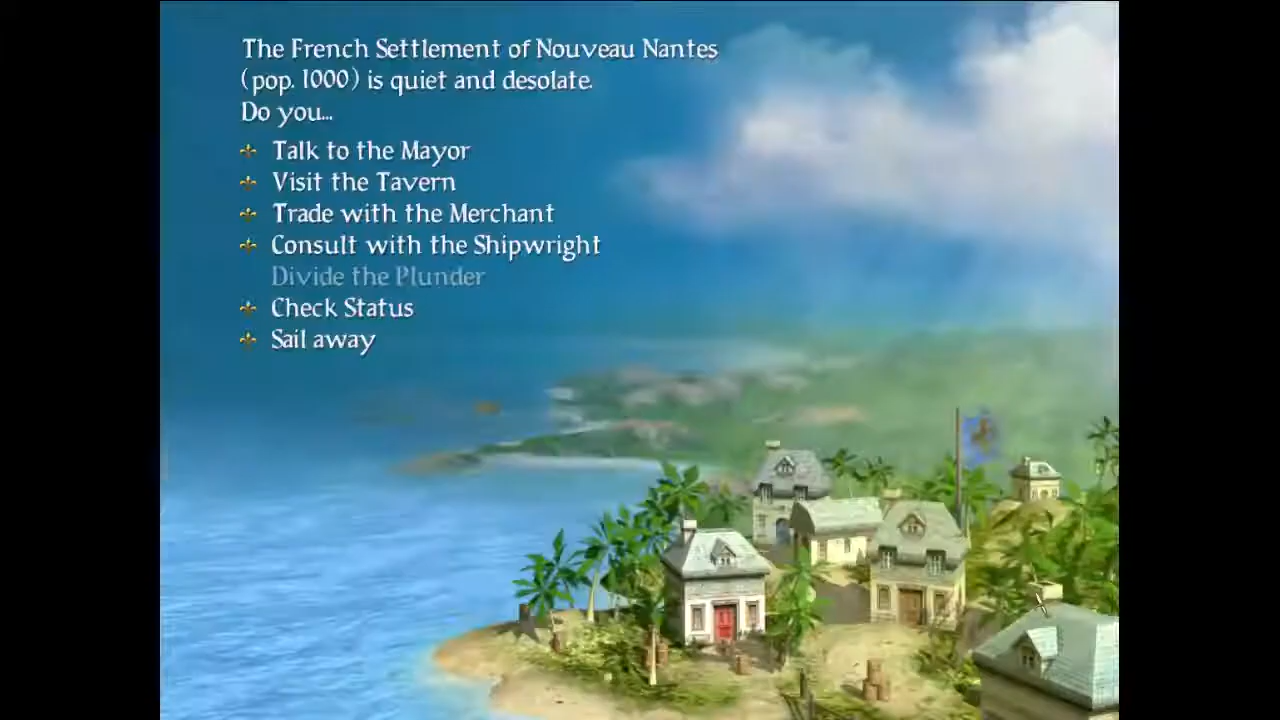 The French Settlement of Nouveau Nantes
(pop. 1000) is quiet and desolate.
Do you...
Talk to the Mayor
Visit the Tavern
Trade with the Merchant
Consult with the Shipwright
Divide the Plunder
Check Status
Sail away